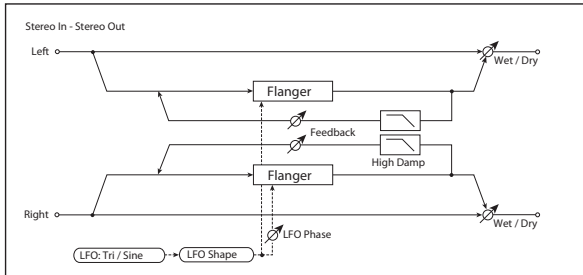 Stereo In - Stereo Out
Left
Wet / Dry
Flanger
Feedback
High Damp
Flanger
Right
LFO Phase
Wet / Dry
LFO: Tri / Sine
LFO Shape